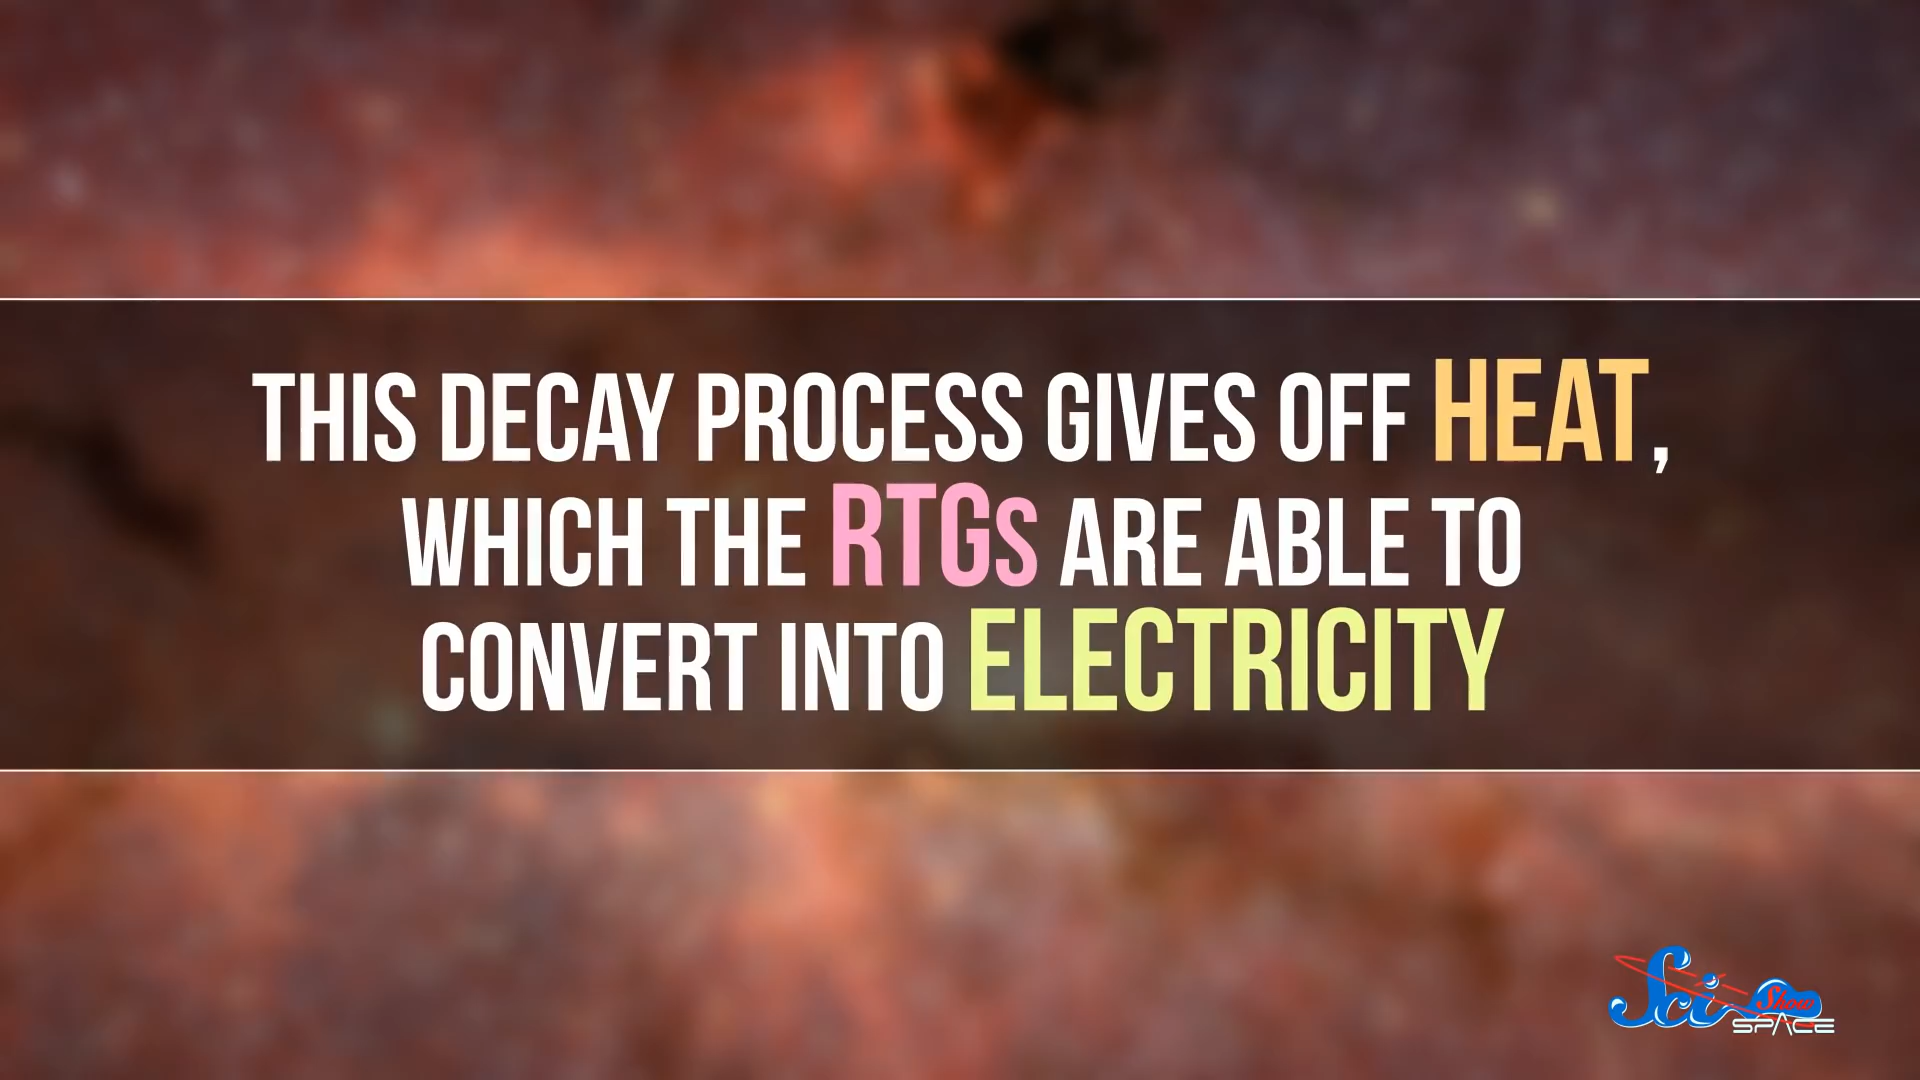 THIS DECAY PROCESS GIVES OFF HEAT,
WHICH THE RTGs ARE ABLE TO
CONVERT INTO ELECTRICITY
Sci Show
SPACE